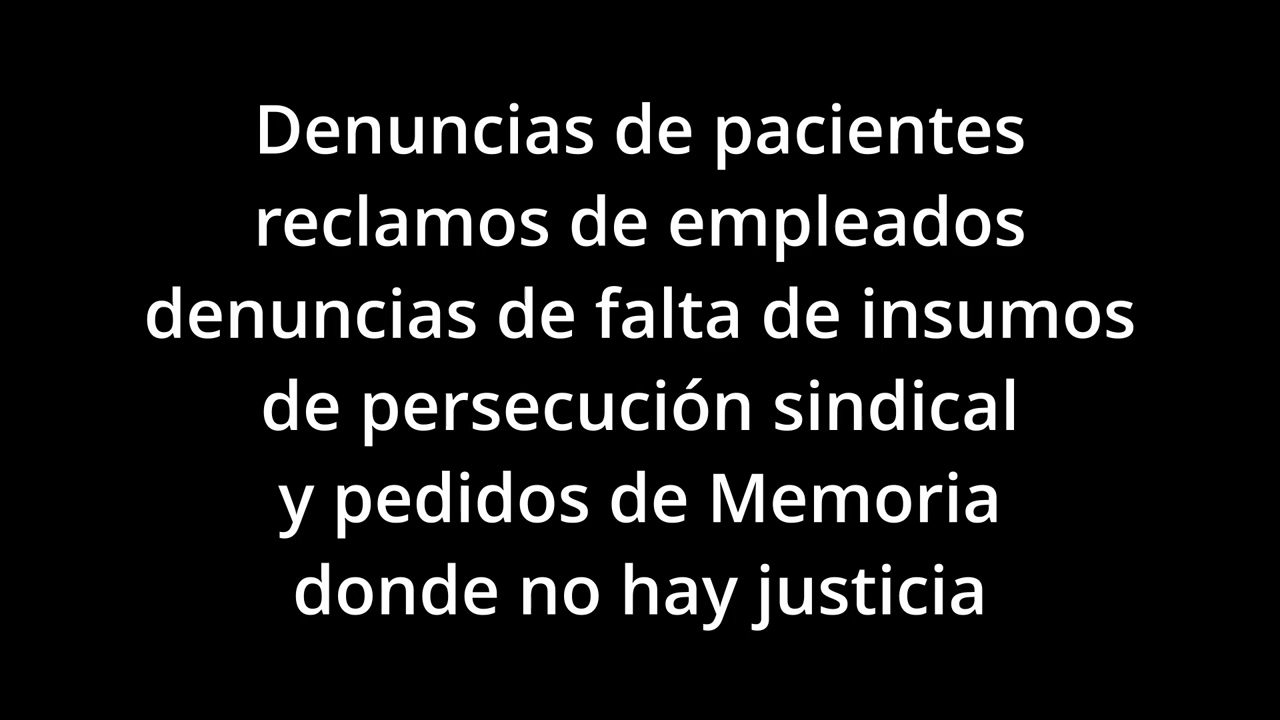 Denuncias de pacientes
reclamos de empleados
denuncias de falta de insumos
de persecución sindical
y pedidos de Memoria
donde no hay justicia